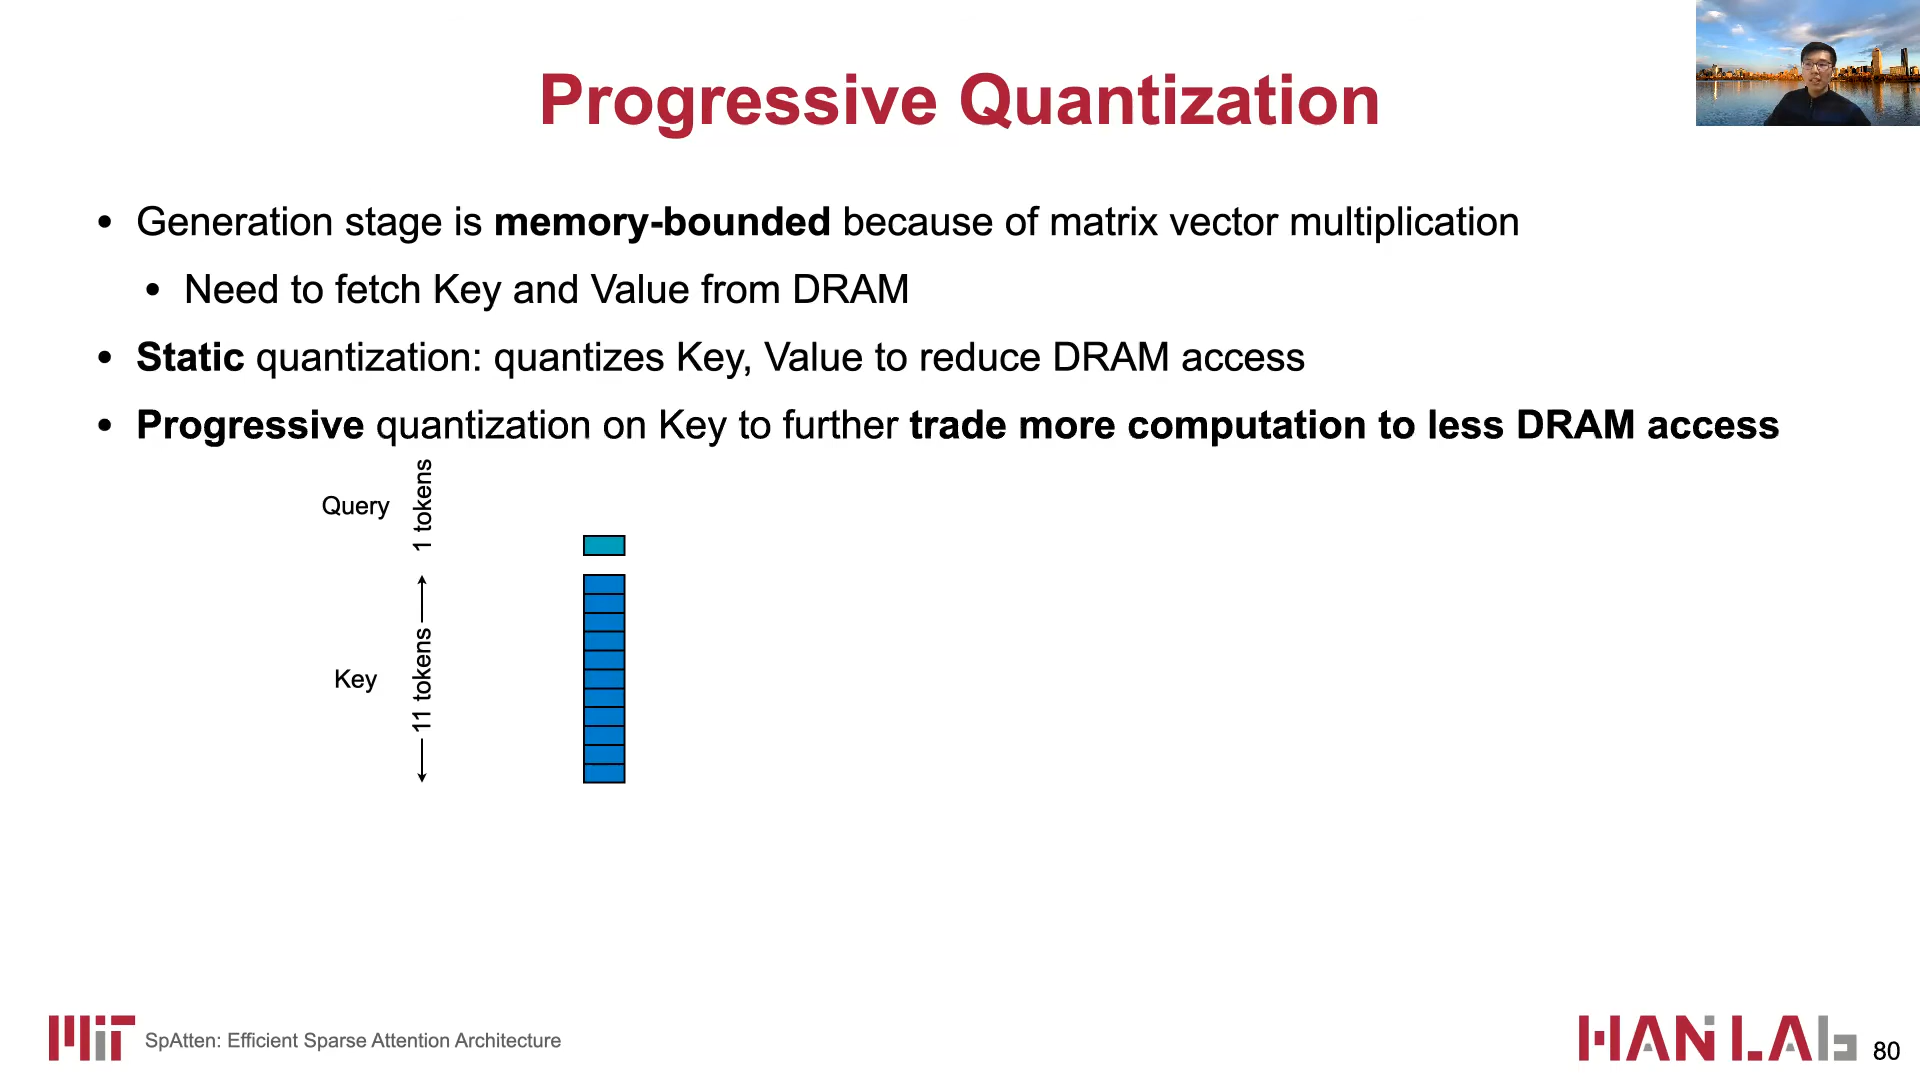 Progressive Quantization
• Generation stage is memory-bounded because of matrix vector multiplication
• Need to fetch Key and Value from DRAM
• Static quantization: quantizes Key, Value to reduce DRAM access
• Progressive quantization on Key to further trade more computation to less DRAM access
Query
1 tokens
Key
11 tokens
MIT
SpAtten: Efficient Sparse Attention Architecture
HAN LAB
80